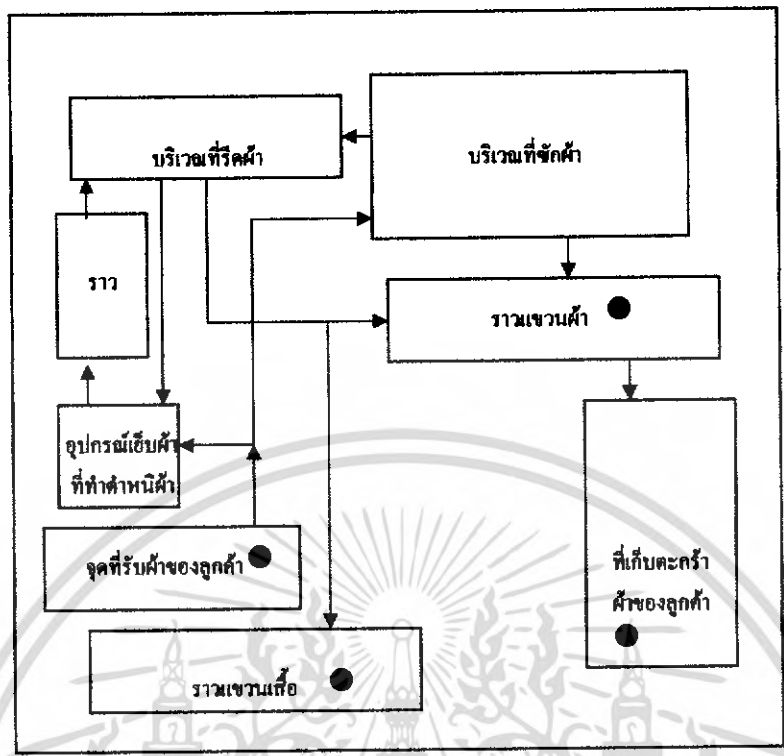 บริเวณที่รีดผ้า
บริเวณที่ซักผ้า
ราว
ราวแขวนผ้า
อุปกรณ์เย็บผ้า
ที่ทำตำหนิผ้า
จุดที่รับผ้าของลูกค้า
ที่เก็บตะกร้า
ผ้าของลูกค้า
ราวแขวนเสื้อ